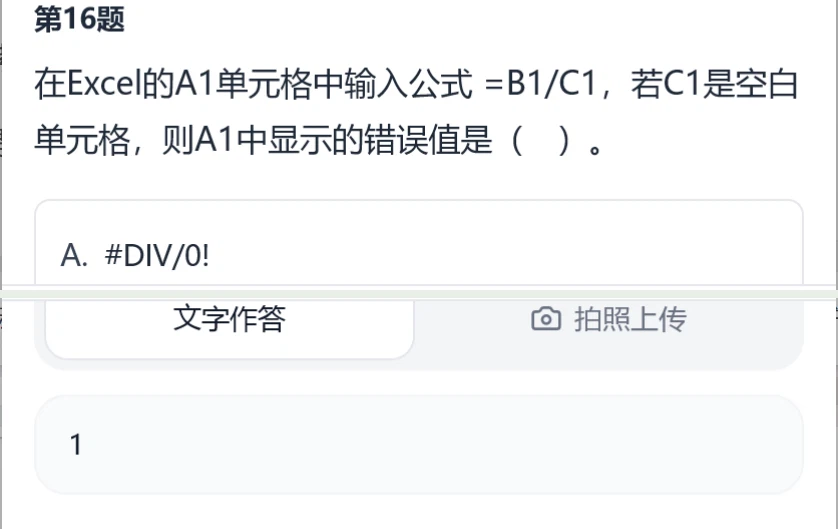 第16题
在Excel的A1单元格中输入公式 =B1/C1，若C1是空白
单元格，则A1中显示的错误值是（　）。
A. #DIV/0!
文字作答
拍照上传
1